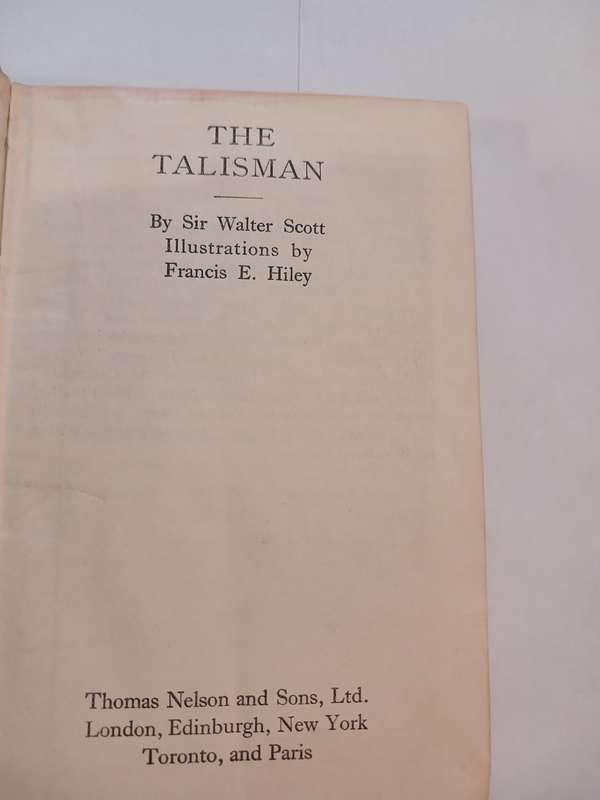 THE
TALISMAN
By Sir Walter Scott
Illustrations by
Francis E. Hiley
Thomas Nelson and Sons, Ltd.
London, Edinburgh, New York
Toronto, and Paris